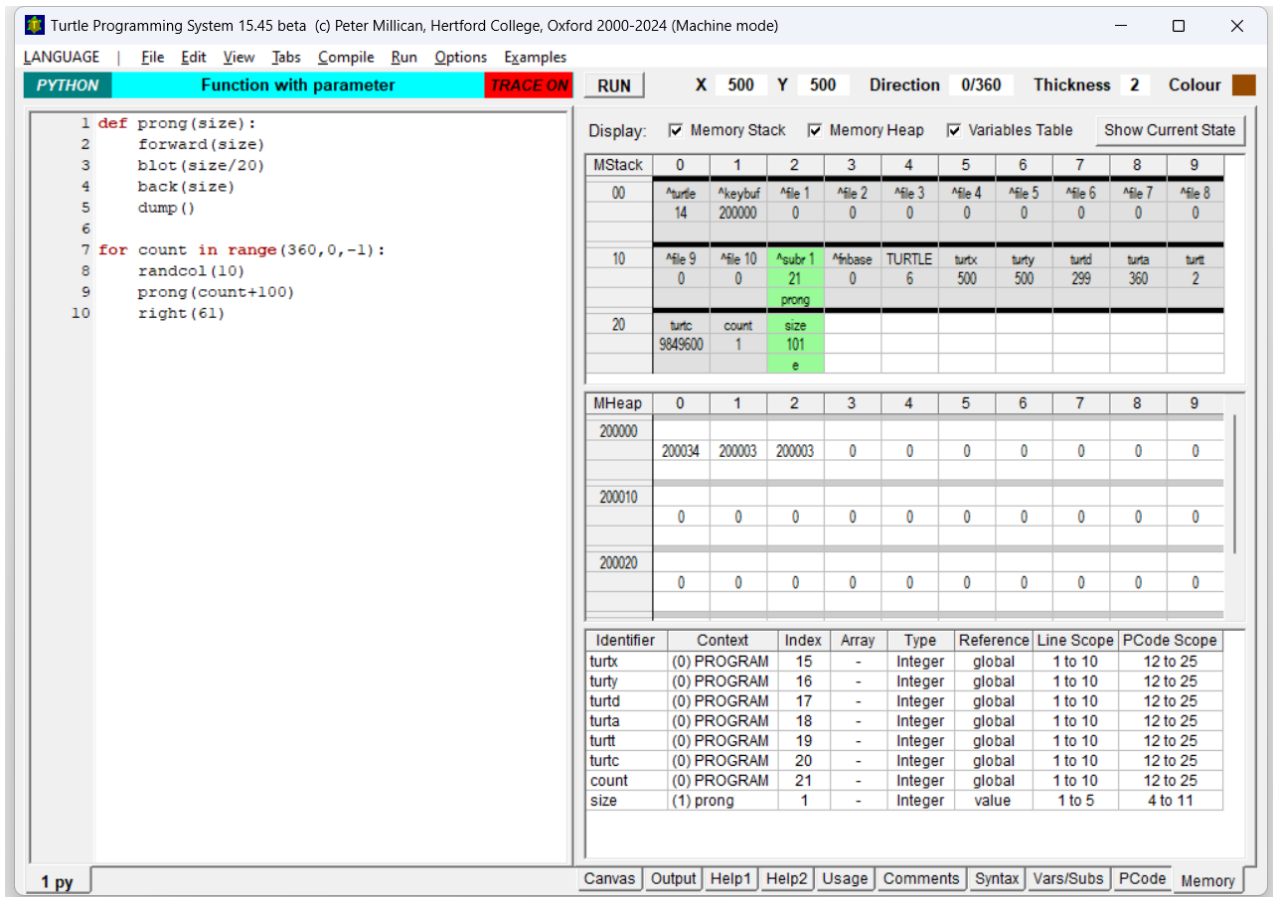 Turtle Programming System 15.45 beta (c) Peter Millican, Hertford College, Oxford 2000-2024 (Machine mode)
LANGUAGE | File Edit View Tabs Compile Run Options Examples
PYTHON Function with parameter TRACE ON RUN X 500 Y 500 Direction 0/360 Thickness 2 Colour
1 def prong(size):
2 forward(size)
3 blot(size/20)
4 back(size)
5 dump()
6
7 for count in range(360,0,-1):
8 randcol(10)
9 prong(count+100)
10 right(61)
1 py
Display: Memory Stack Memory Heap Variables Table Show Current State
MStack 0 1 2 3 4 5 6 7 8 9
00 ^turtle ^keybuf ^file 1 ^file 2 ^file 3 ^file 4 ^file 5 ^file 6 ^file 7 ^file 8
14 200000 0 0 0 0 0 0 0 0
10 ^file 9 ^file 10 ^subr 1 ^fnbase TURTLE turtx turty turtd turta turtt
0 0 21 0 6 500 500 299 360 2
prong
20 turtc count size
9849600 1 101
e
MHeap 0 1 2 3 4 5 6 7 8 9
200000
200034 200003 200003 0 0 0 0 0 0 0
200010
0 0 0 0 0 0 0 0 0 0
200020
0 0 0 0 0 0 0 0 0 0
Identifier Context Index Array Type Reference Line Scope PCode Scope
turtx (0) PROGRAM 15 - Integer global 1 to 10 12 to 25
turty (0) PROGRAM 16 - Integer global 1 to 10 12 to 25
turtd (0) PROGRAM 17 - Integer global 1 to 10 12 to 25
turta (0) PROGRAM 18 - Integer global 1 to 10 12 to 25
turtt (0) PROGRAM 19 - Integer global 1 to 10 12 to 25
turtc (0) PROGRAM 20 - Integer global 1 to 10 12 to 25
count (0) PROGRAM 21 - Integer global 1 to 10 12 to 25
size (1) prong 1 - Integer value 1 to 5 4 to 11
Canvas Output Help1 Help2 Usage Comments Syntax Vars/Subs PCode Memory